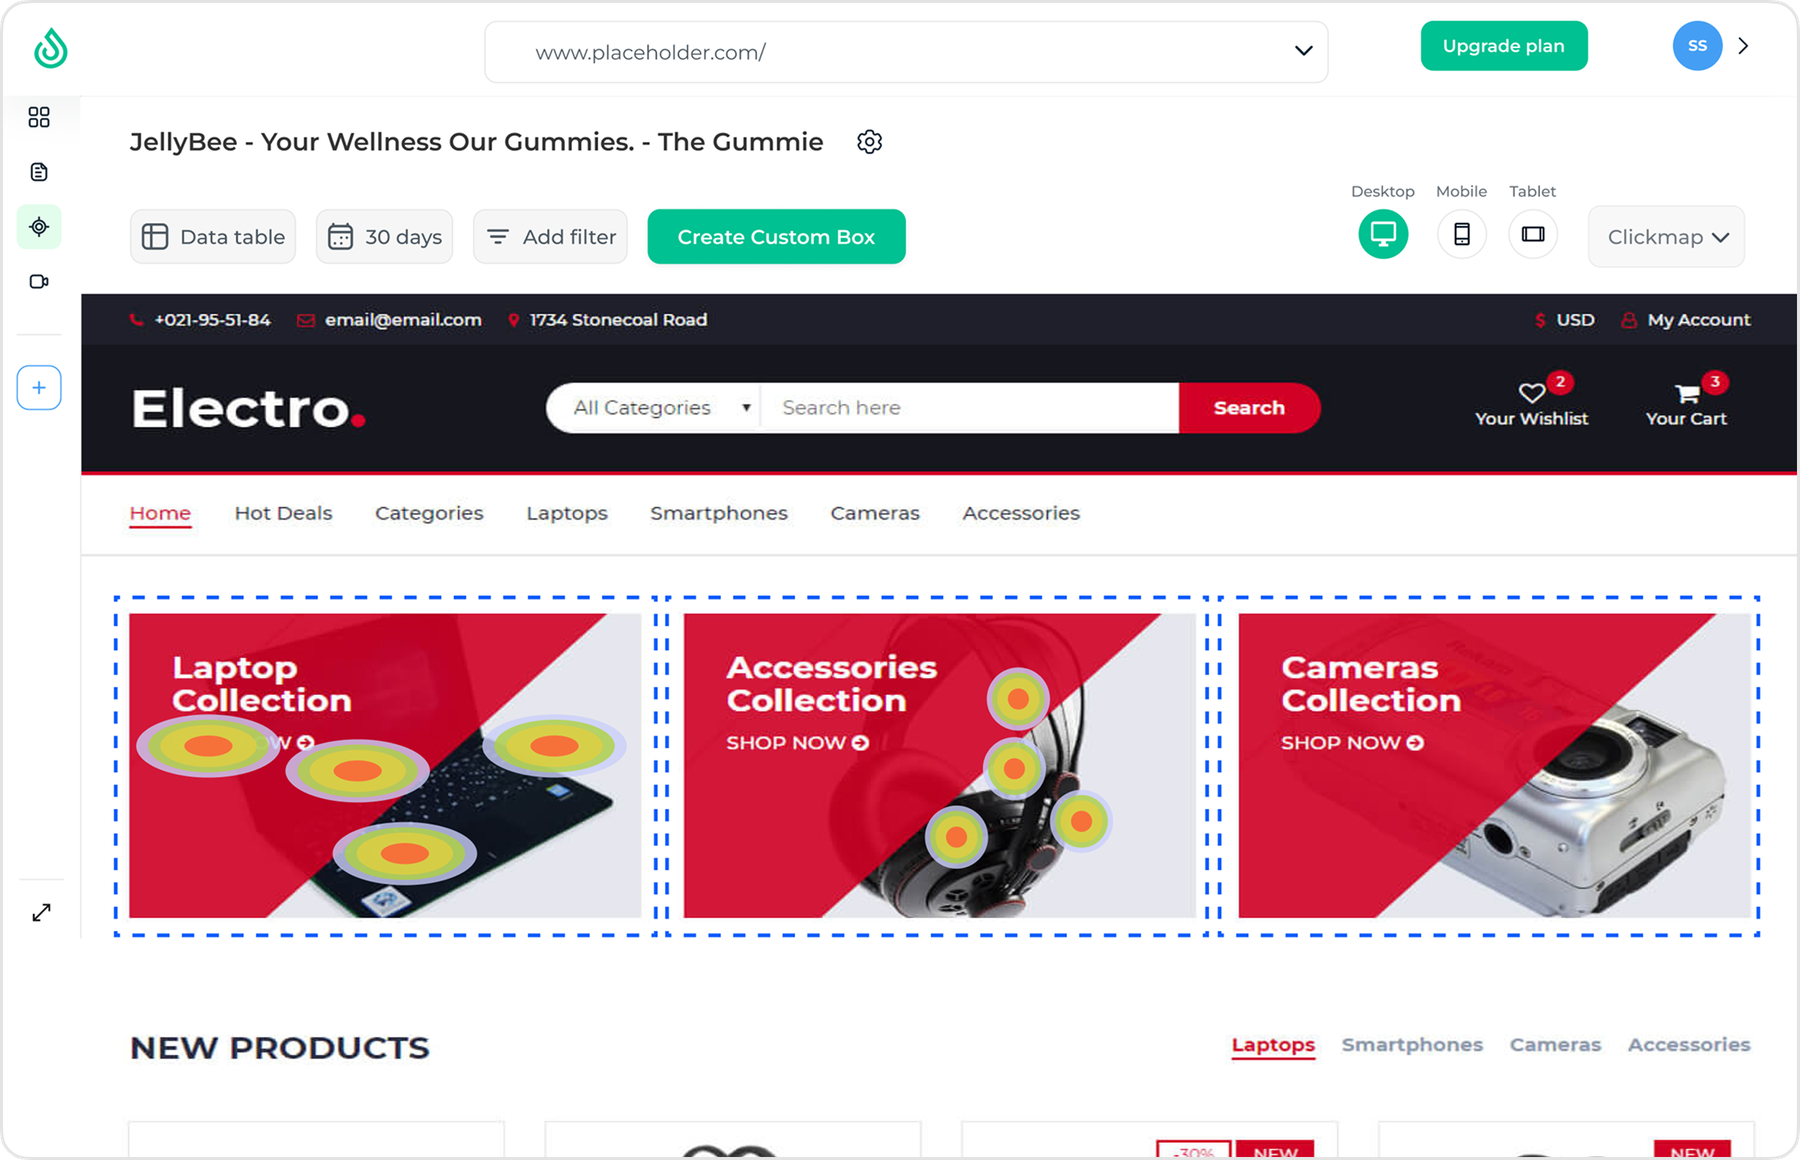 www.placeholder.com/
Upgrade plan
SS
JellyBee - Your Wellness Our Gummies. - The Gummie
Desktop Mobile Tablet
Data table 30 days Add filter Create Custom Box
Clickmap
+021-95-51-84 email@email.com 1734 Stonecoal Road $ USD My Account
Electro.
All Categories Search here Search
2
Your Wishlist
3
Your Cart
Home Hot Deals Categories Laptops Smartphones Cameras Accessories
Laptop
Collection
OW
Accessories
Collection
SHOP NOW
Cameras
Collection
SHOP NOW
NEW PRODUCTS
Laptops Smartphones Cameras Accessories
-30% NEW NEW